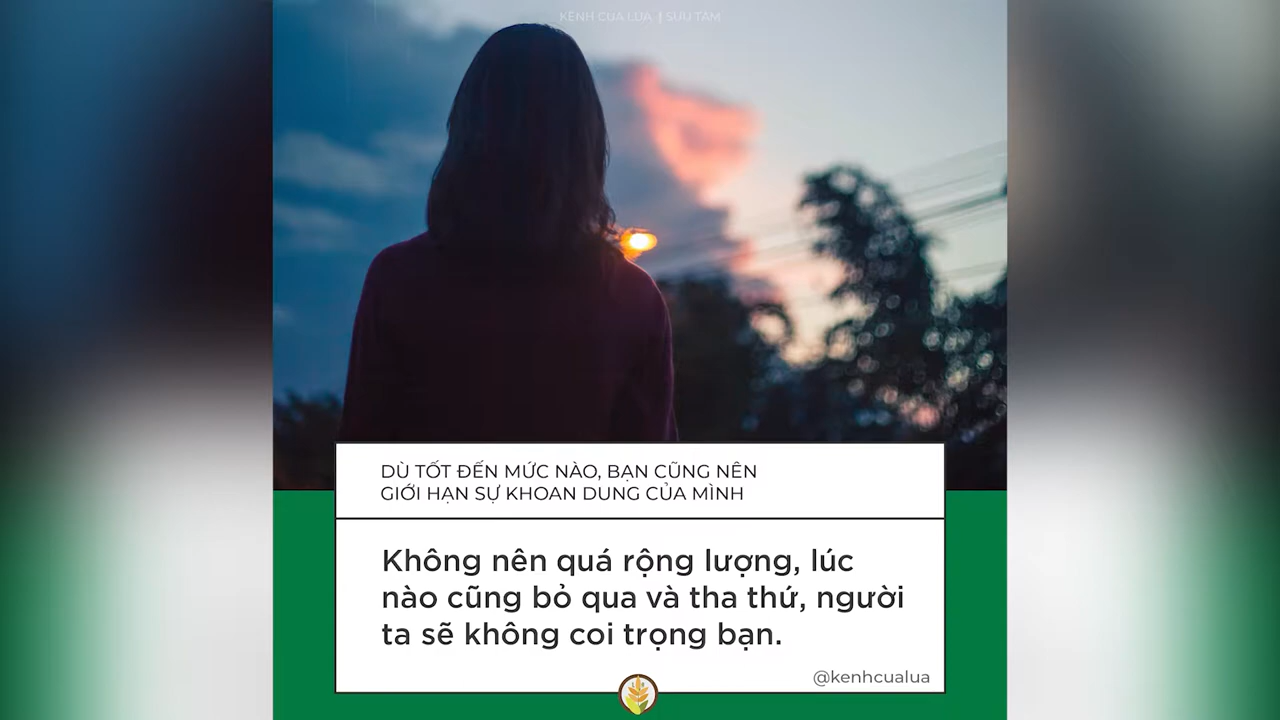 KÊNH CỦA LÚA | SƯU TẦM
DÙ TỐT ĐẾN MỨC NÀO, BẠN CŨNG NÊN
GIỚI HẠN SỰ KHOAN DUNG CỦA MÌNH
Không nên quá rộng lượng, lúc
nào cũng bỏ qua và tha thứ, người
ta sẽ không coi trọng bạn.
@kenhcualua